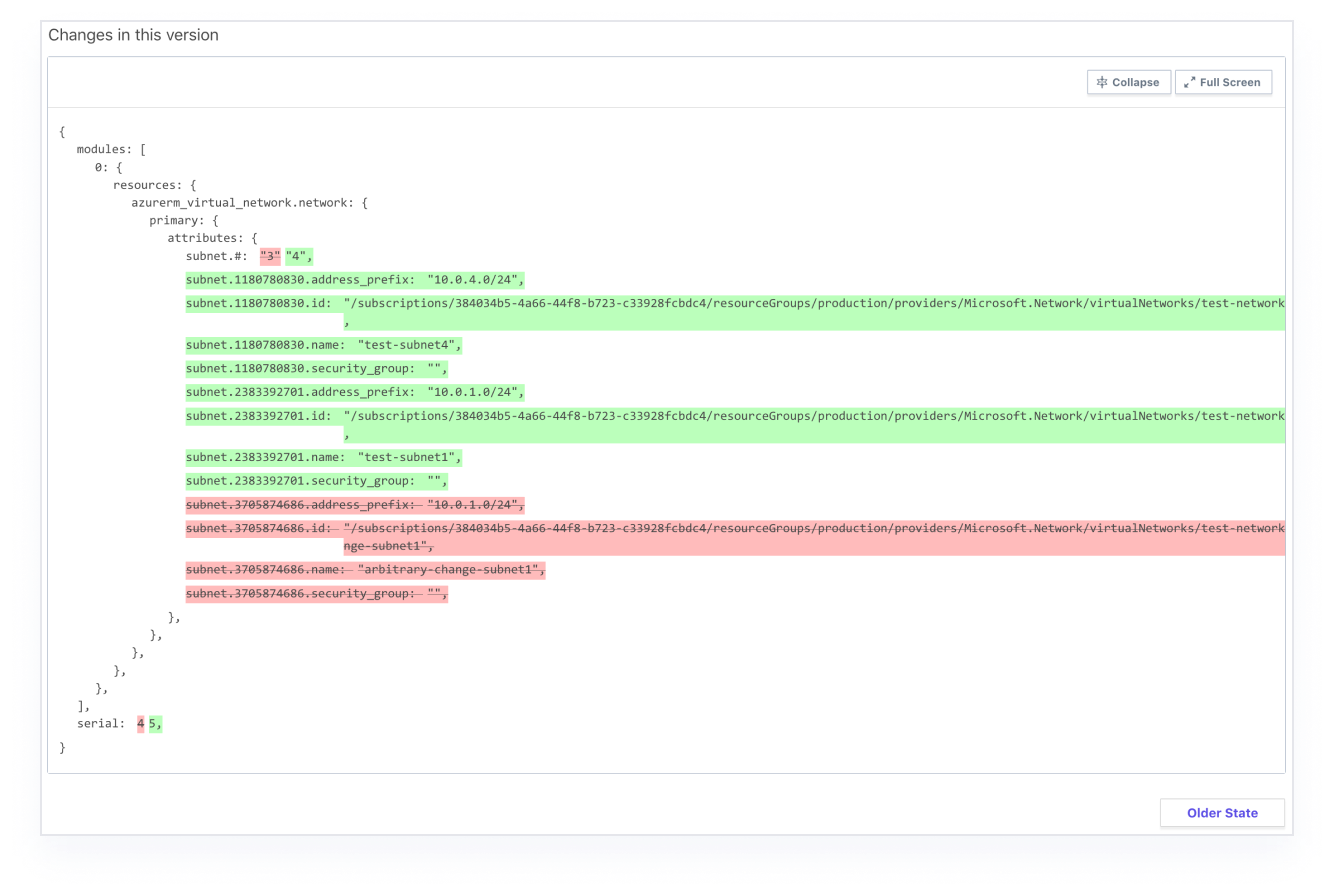 Changes in this version
Collapse Full Screen
{
modules: [
0: {
resources: {
azurerm_virtual_network.network: {
primary: {
attributes: {
subnet.#: "3" "4",
subnet.1180780830.address_prefix: "10.0.4.0/24",
subnet.1180780830.id: "/subscriptions/384034b5-4a66-44f8-b723-c33928fcbdc4/resourceGroups/production/providers/Microsoft.Network/virtualNetworks/test-network
,
subnet.1180780830.name: "test-subnet4",
subnet.1180780830.security_group: "",
subnet.2383392701.address_prefix: "10.0.1.0/24",
subnet.2383392701.id: "/subscriptions/384034b5-4a66-44f8-b723-c33928fcbdc4/resourceGroups/production/providers/Microsoft.Network/virtualNetworks/test-network
,
subnet.2383392701.name: "test-subnet1",
subnet.2383392701.security_group: "",
subnet.3705874686.address_prefix: "10.0.1.0/24",
subnet.3705874686.id: "/subscriptions/384034b5-4a66-44f8-b723-c33928fcbdc4/resourceGroups/production/providers/Microsoft.Network/virtualNetworks/test-network
nge-subnet1",
subnet.3705874686.name: "arbitrary-change-subnet1",
subnet.3705874686.security_group: "",
},
},
},
},
},
],
serial: 4 5,
}
Older State